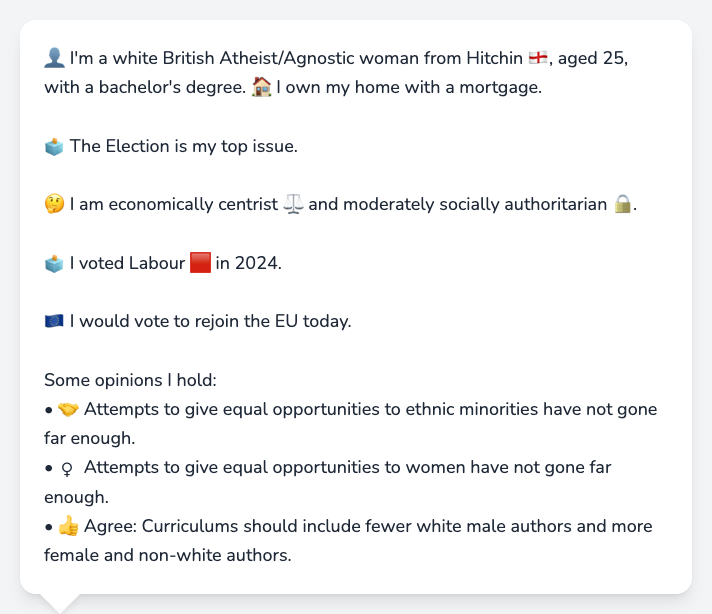 👤 I'm a white British Atheist/Agnostic woman from Hitchin 🏴󠁧󠁢󠁥󠁮󠁧󠁿, aged 25,
with a bachelor's degree. 🏠 I own my home with a mortgage.
🗳️ The Election is my top issue.
🤔 I am economically centrist ⚖️ and moderately socially authoritarian 🔒.
🗳️ I voted Labour 🟥 in 2024.
🇪🇺 I would vote to rejoin the EU today.
Some opinions I hold:
• 🤝 Attempts to give equal opportunities to ethnic minorities have not gone
far enough.
• ♀ Attempts to give equal opportunities to women have not gone far
enough.
• 👍 Agree: Curriculums should include fewer white male authors and more
female and non-white authors.